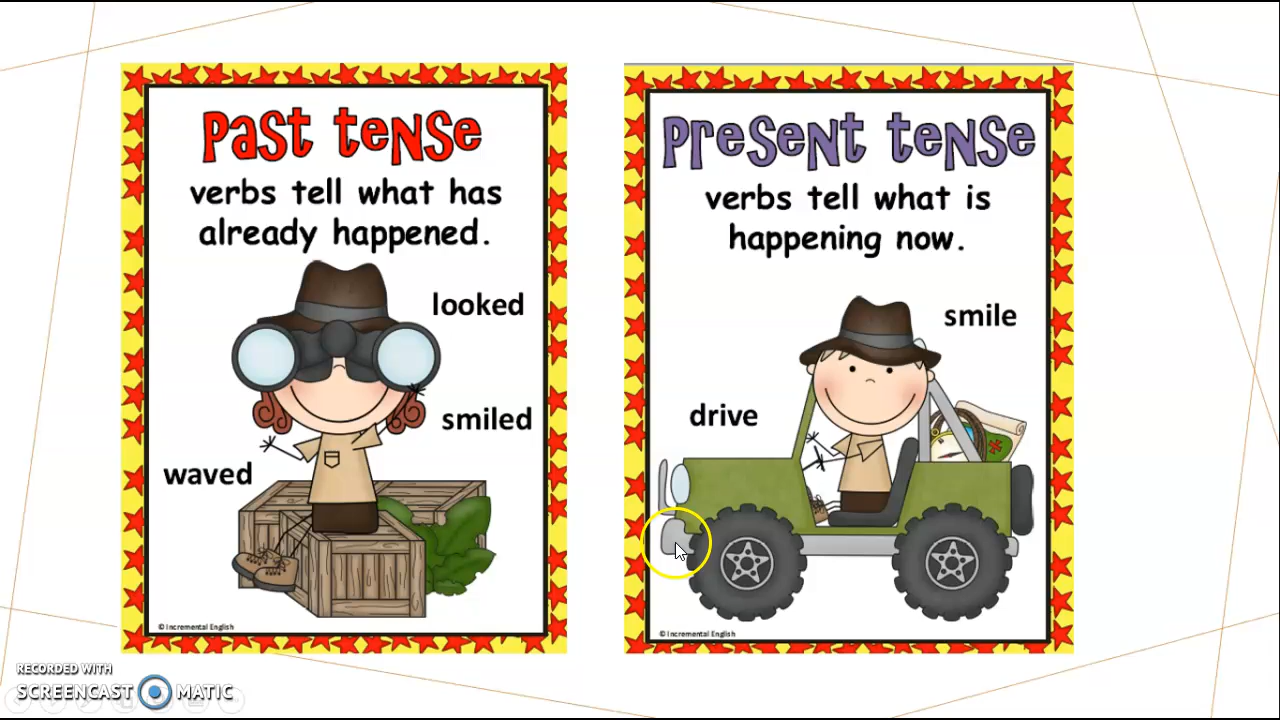 Past tense
verbs tell what has
already happened.
looked
smiled
waved
© Incremental English
Present tense
verbs tell what is
happening now.
smile
drive
© Incremental English
RECORDED WITH
SCREENCAST MATIC